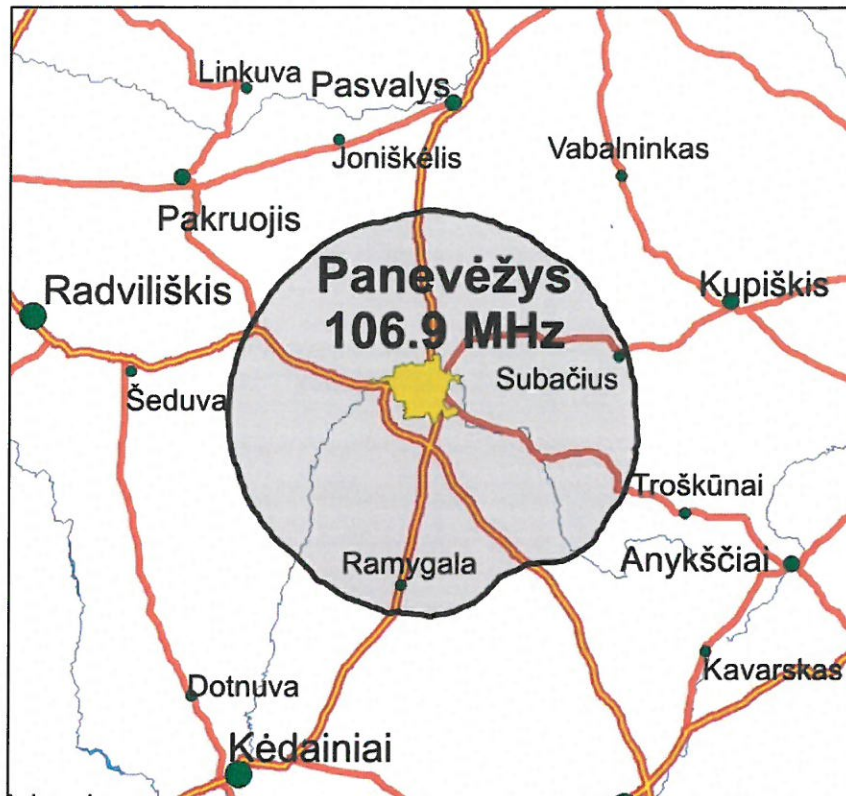 Linkuva
Pasvalys
Joniškėlis
Vabalninkas
Pakruojis
Panevėžys
106.9 MHz
Radviliškis
Kupiškis
Subačius
Šeduva
Troškūnai
Anykščiai
Ramygala
Kavarskas
Dotnuva
Kėdainiai